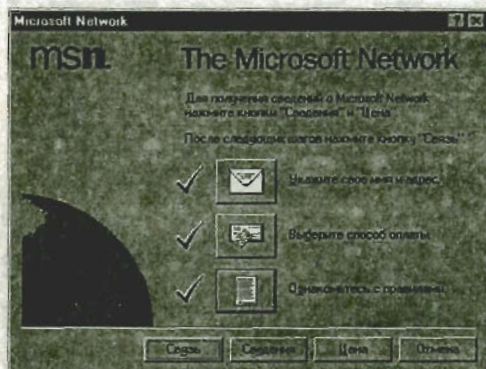 Microsoft Network
msn.
The Microsoft Network
Для получения сведений о Microsoft Network
нажмите кнопки "Сведения" и "Цена"
После следующих шагов нажмите кнопку "Связь".
Укажите свое имя и адрес.
Выберите способ оплаты.
Ознакомьтесь с правилами.
Связь Сведения Цена Отмена